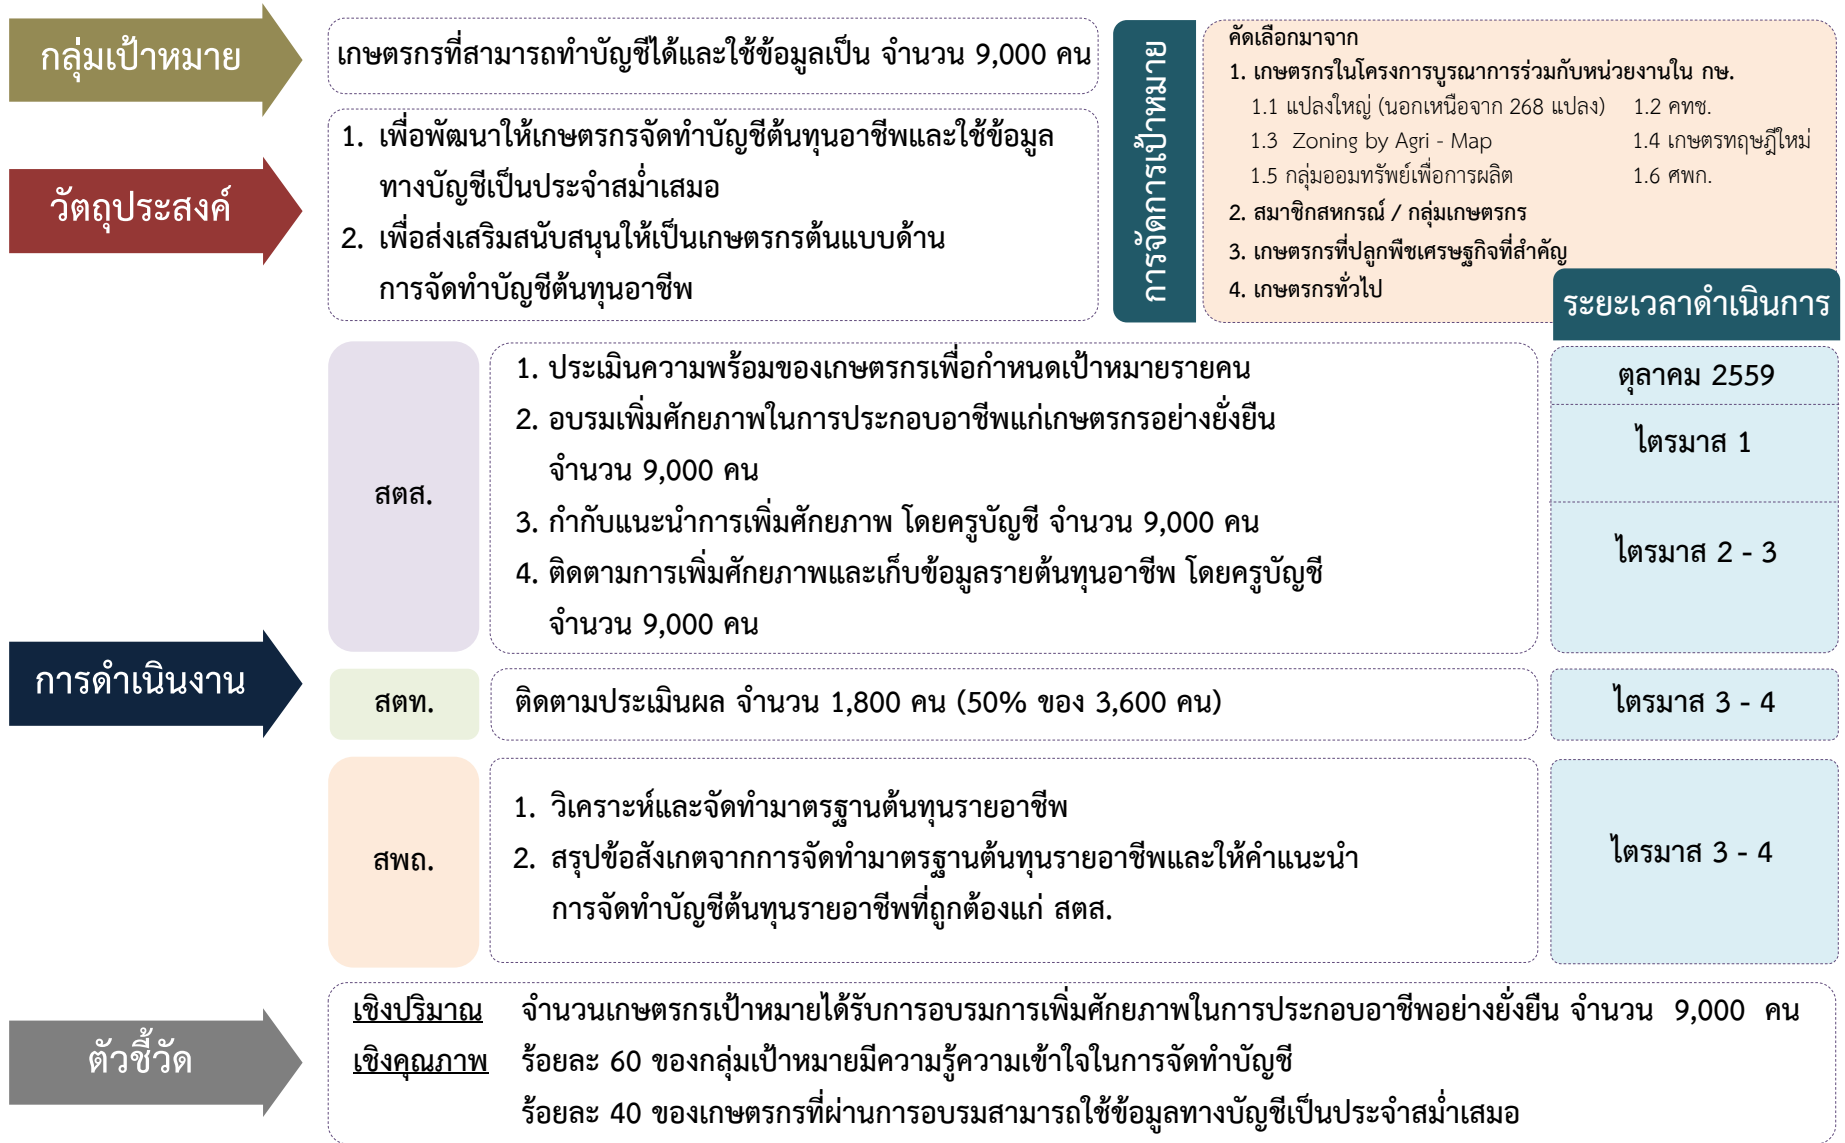 กลุ่มเป้าหมาย
เกษตรกรที่สามารถทำบัญชีได้และใช้ข้อมูลเป็น จำนวน 9,000 คน
วัตถุประสงค์
1. เพื่อพัฒนาให้เกษตรกรจัดทำบัญชีต้นทุนอาชีพและใช้ข้อมูล
ทางบัญชีเป็นประจำสม่ำเสมอ
2. เพื่อส่งเสริมสนับสนุนให้เป็นเกษตรกรต้นแบบด้าน
การจัดทำบัญชีต้นทุนอาชีพ
การจัดการเป้าหมาย
คัดเลือกมาจาก
1. เกษตรกรในโครงการบูรณาการร่วมกับหน่วยงานใน กษ.
1.1 แปลงใหญ่ (นอกเหนือจาก 268 แปลง) 1.2 คทช.
1.3 Zoning by Agri - Map 1.4 เกษตรทฤษฎีใหม่
1.5 กลุ่มออมทรัพย์เพื่อการผลิต 1.6 ศพก.
2. สมาชิกสหกรณ์ / กลุ่มเกษตรกร
3. เกษตรกรที่ปลูกพืชเศรษฐกิจที่สำคัญ
4. เกษตรกรทั่วไป
ระยะเวลาดำเนินการ
การดำเนินงาน
สตส.
1. ประเมินความพร้อมของเกษตรกรเพื่อกำหนดเป้าหมายรายคน
2. อบรมเพิ่มศักยภาพในการประกอบอาชีพแก่เกษตรกรอย่างยั่งยืน
จำนวน 9,000 คน
3. กำกับแนะนำการเพิ่มศักยภาพ โดยครูบัญชี จำนวน 9,000 คน
4. ติดตามการเพิ่มศักยภาพและเก็บข้อมูลรายต้นทุนอาชีพ โดยครูบัญชี
จำนวน 9,000 คน
ตุลาคม 2559
ไตรมาส 1
ไตรมาส 2 - 3
สตท.
ติดตามประเมินผล จำนวน 1,800 คน (50% ของ 3,600 คน)
ไตรมาส 3 - 4
สพถ.
1. วิเคราะห์และจัดทำมาตรฐานต้นทุนรายอาชีพ
2. สรุปข้อสังเกตจากการจัดทำมาตรฐานต้นทุนรายอาชีพและให้คำแนะนำ
การจัดทำบัญชีต้นทุนรายอาชีพที่ถูกต้องแก่ สตส.
ไตรมาส 3 - 4
ตัวชี้วัด
เชิงปริมาณ จำนวนเกษตรกรเป้าหมายได้รับการอบรมการเพิ่มศักยภาพในการประกอบอาชีพอย่างยั่งยืน จำนวน 9,000 คน
เชิงคุณภาพ ร้อยละ 60 ของกลุ่มเป้าหมายมีความรู้ความเข้าใจในการจัดทำบัญชี
ร้อยละ 40 ของเกษตรกรที่ผ่านการอบรมสามารถใช้ข้อมูลทางบัญชีเป็นประจำสม่ำเสมอ